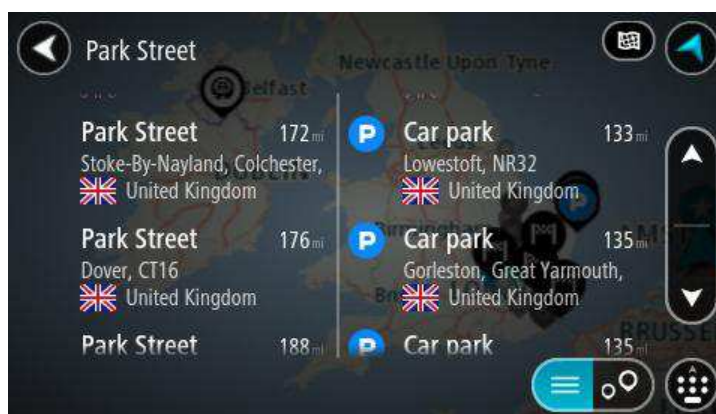 Park Street
Newcastle Upon Tyne
Belfast
Park Street 172 mi
Stoke-By-Nayland, Colchester,
United Kingdom
Park Street 176 mi
Dover, CT16
United Kingdom
Park Street 188 mi
P Car park 133 mi
Lowestoft, NR32
United Kingdom
P Car park 135 mi
Gorleston, Great Yarmouth,
United Kingdom
P Car park 135 mi
DUBLIN
Birmingham
BRUSSE